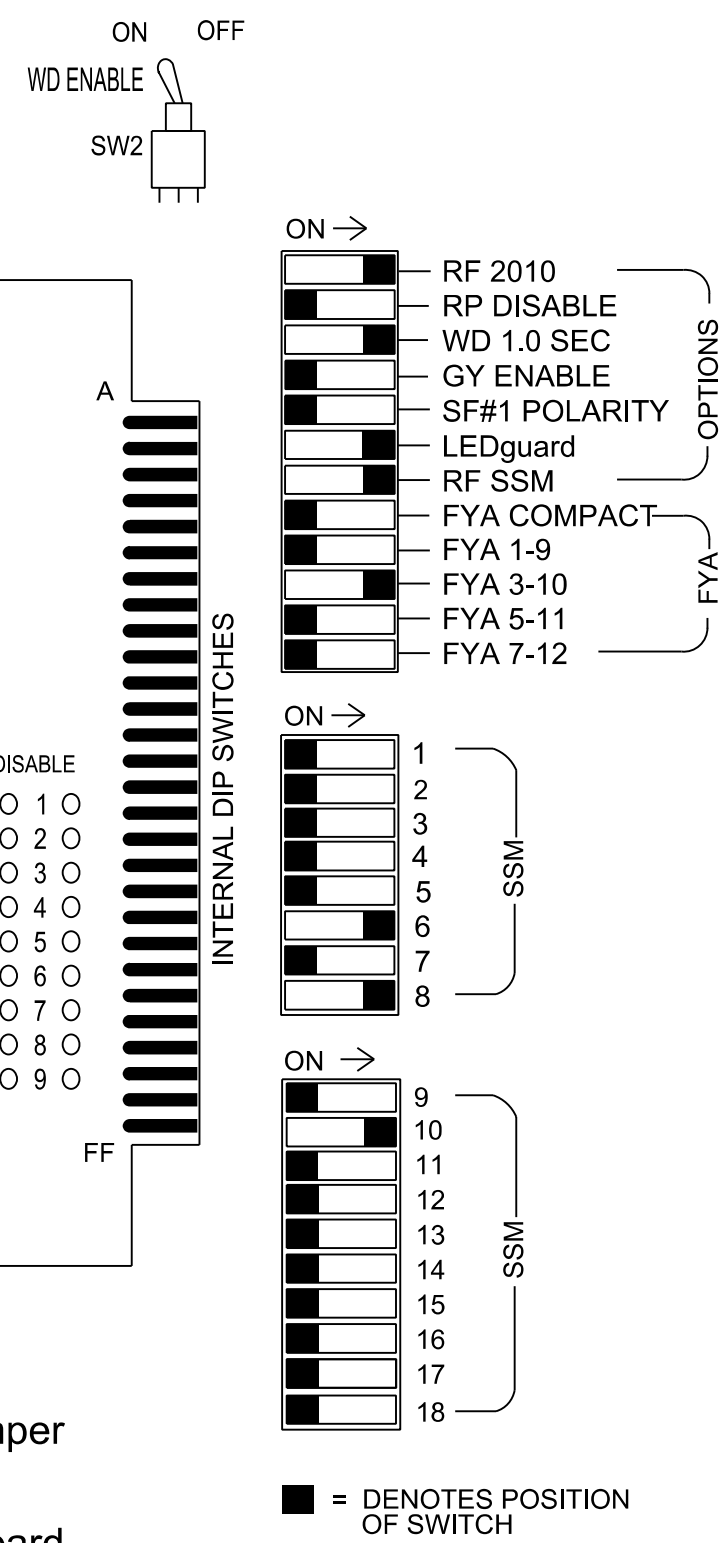 ON OFF
WD ENABLE
SW2
ON →
RF 2010
RP DISABLE
WD 1.0 SEC
GY ENABLE
SF#1 POLARITY
LEDguard
RF SSM
OPTIONS
FYA COMPACT
FYA 1-9
FYA 3-10
FYA 5-11
FYA 7-12
FYA
A
FF
INTERNAL DIP SWITCHES
DISABLE
1
2
3
4
5
6
7
8
9
ON →
1
2
3
4
5
6
7
8
SSM
ON →
9
10
11
12
13
14
15
16
17
18
SSM
= DENOTES POSITION
OF SWITCH